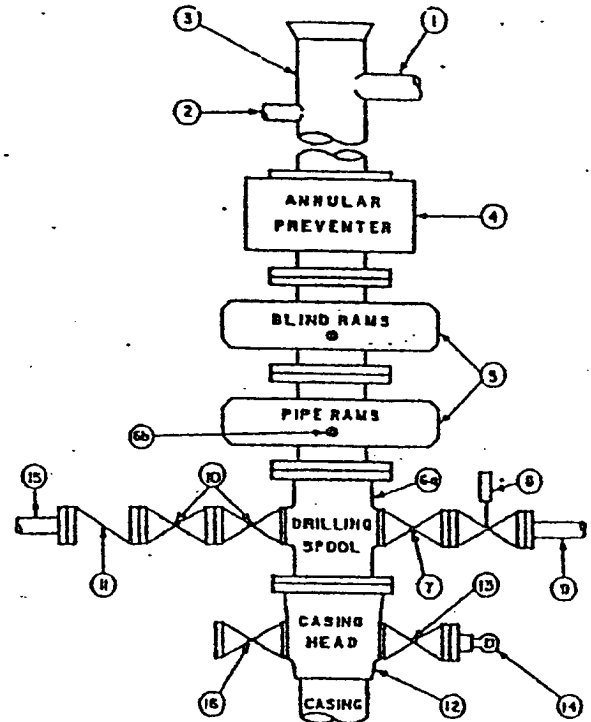 1
3
2
ANNULAR
PREVENTER
4
BLIND RAMS
5
PIPE RAMS
6b
6a
8
15
10
DRILLING
SPOOL
11
7
9
13
CASING
HEAD
16
12
14
CASING